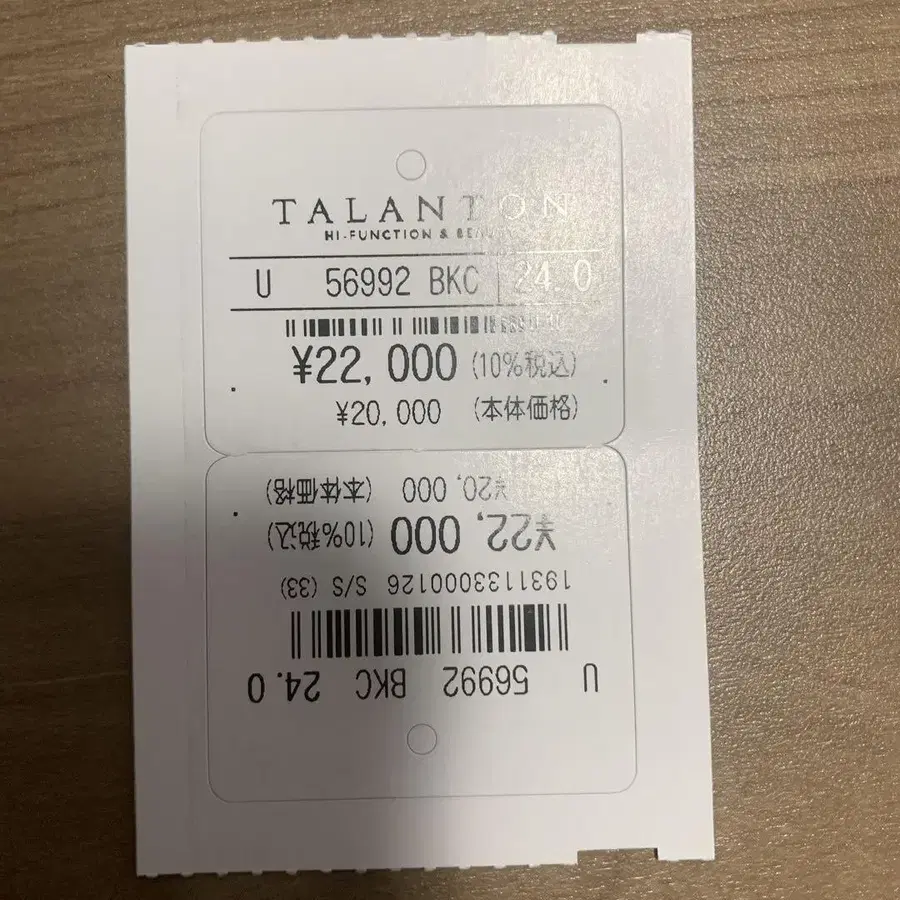 TALANTON
HI-FUNCTION &
U 56992 BKC 24.0
¥22,000 (10%税込)
¥20,000 (本体価格)
¥20,000 (本体価格)
¥22,000 (10%税込)
1931133000126 S/S (33)
U 56992 BKC 24.0